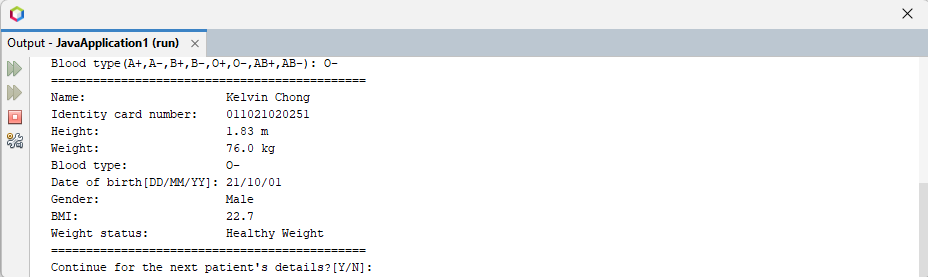 Output - JavaApplication1 (run) ×
Blood type(A+,A-,B+,B-,O+,O-,AB+,AB-): O-
=============================================
Name: Kelvin Chong
Identity card number: 011021020251
Height: 1.83 m
Weight: 76.0 kg
Blood type: O-
Date of birth[DD/MM/YY]: 21/10/01
Gender: Male
BMI: 22.7
Weight status: Healthy Weight
=============================================
Continue for the next patient's details?[Y/N]: